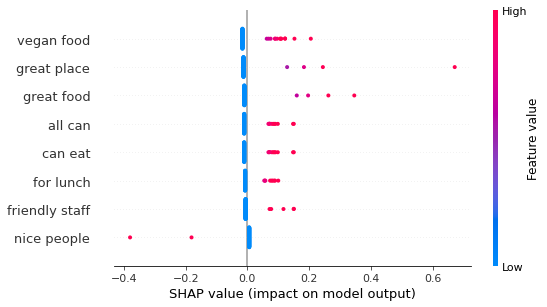 High
vegan food
great place
great food
all can
can eat
for lunch
friendly staff
nice people
Feature value
Low
−0.4 −0.2 0.0 0.2 0.4 0.6
SHAP value (impact on model output)